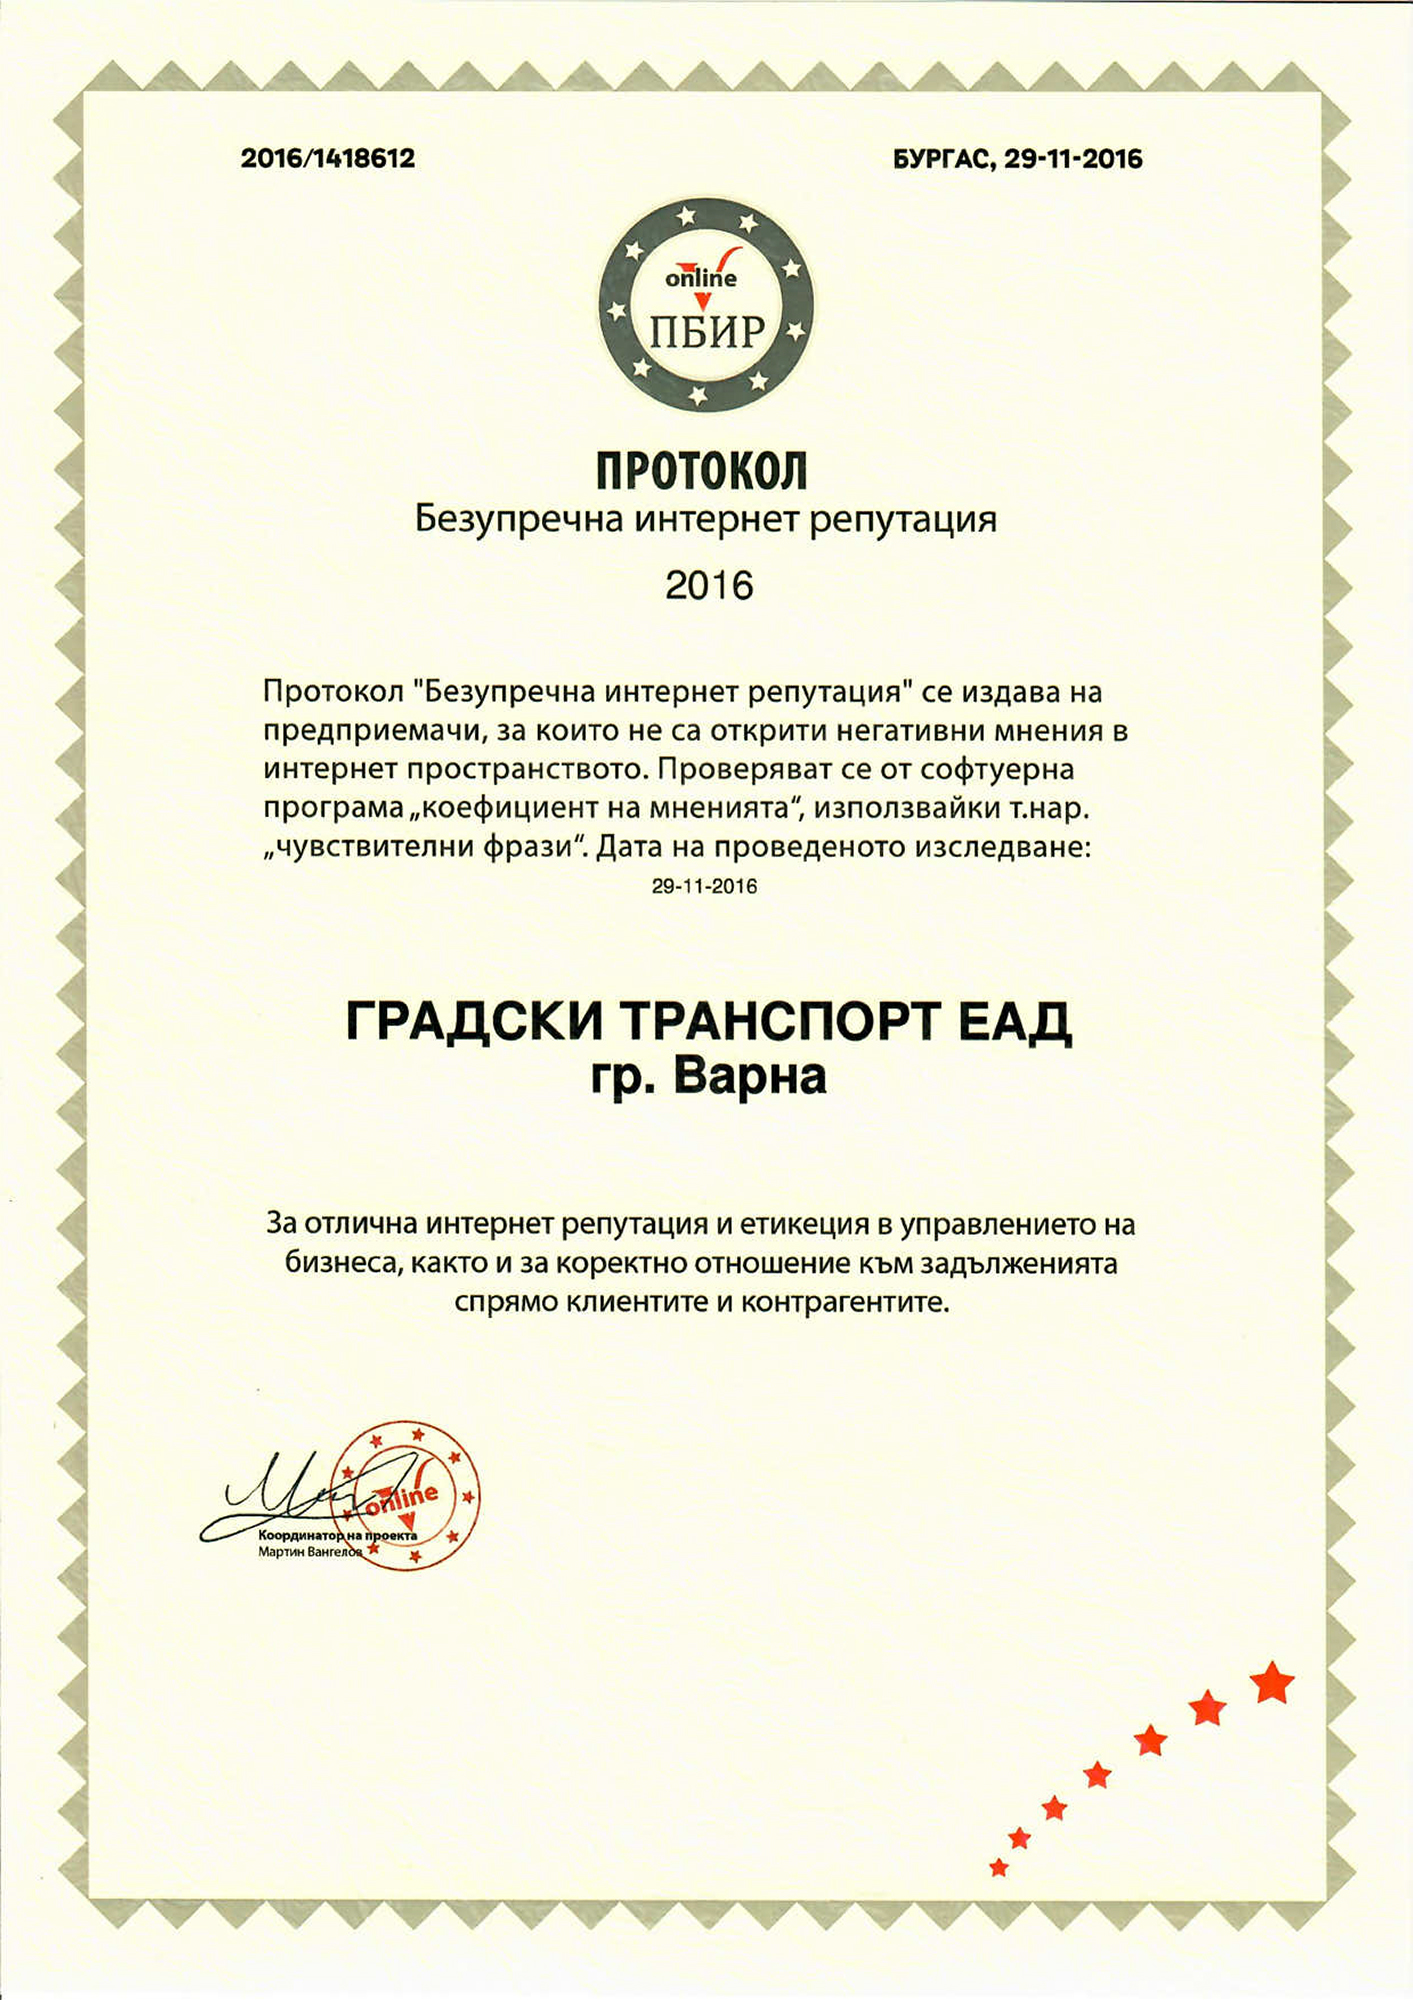 2016/1418612
БУРГАС, 29-11-2016
online
ПБИР
ПРОТОКОЛ
Безупречна интернет репутация
2016
Протокол "Безупречна интернет репутация" се издава на
предприемачи, за които не са открити негативни мнения в
интернет пространството. Проверяват се от софтуерна
програма „коефициент на мненията“, използвайки т.нар.
„чувствителни фрази“. Дата на проведеното изследване:
29-11-2016
ГРАДСКИ ТРАНСПОРТ ЕАД
гр. Варна
За отлична интернет репутация и етикеция в управлението на
бизнеса, както и за коректно отношение към задълженията
спрямо клиентите и контрагентите.
online
Координатор на проекта
Мартин Вангелов